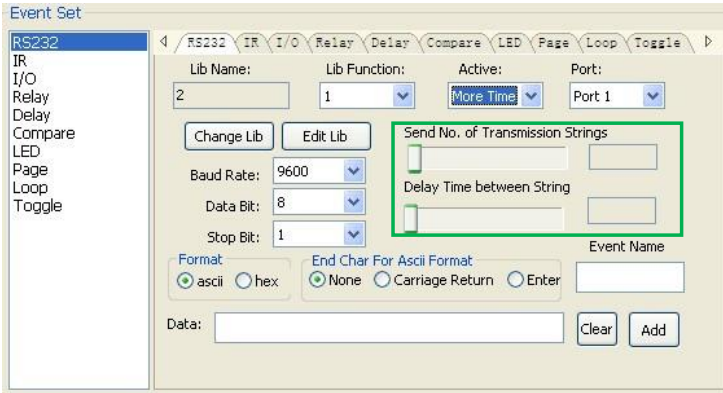 Event Set
RS232
IR
I/O
Relay
Delay
Compare
LED
Page
Loop
Toggle
RS232 IR I/O Relay Delay Compare LED Page Loop Toggle
Lib Name: Lib Function: Active: Port:
2 1 More Time Port 1
Change Lib Edit Lib Send No. of Transmission Strings
Baud Rate: 9600
Delay Time between String
Data Bit: 8
Stop Bit: 1
Event Name
Format End Char For Ascii Format
ascii hex None Carriage Return Enter
Data: Clear Add